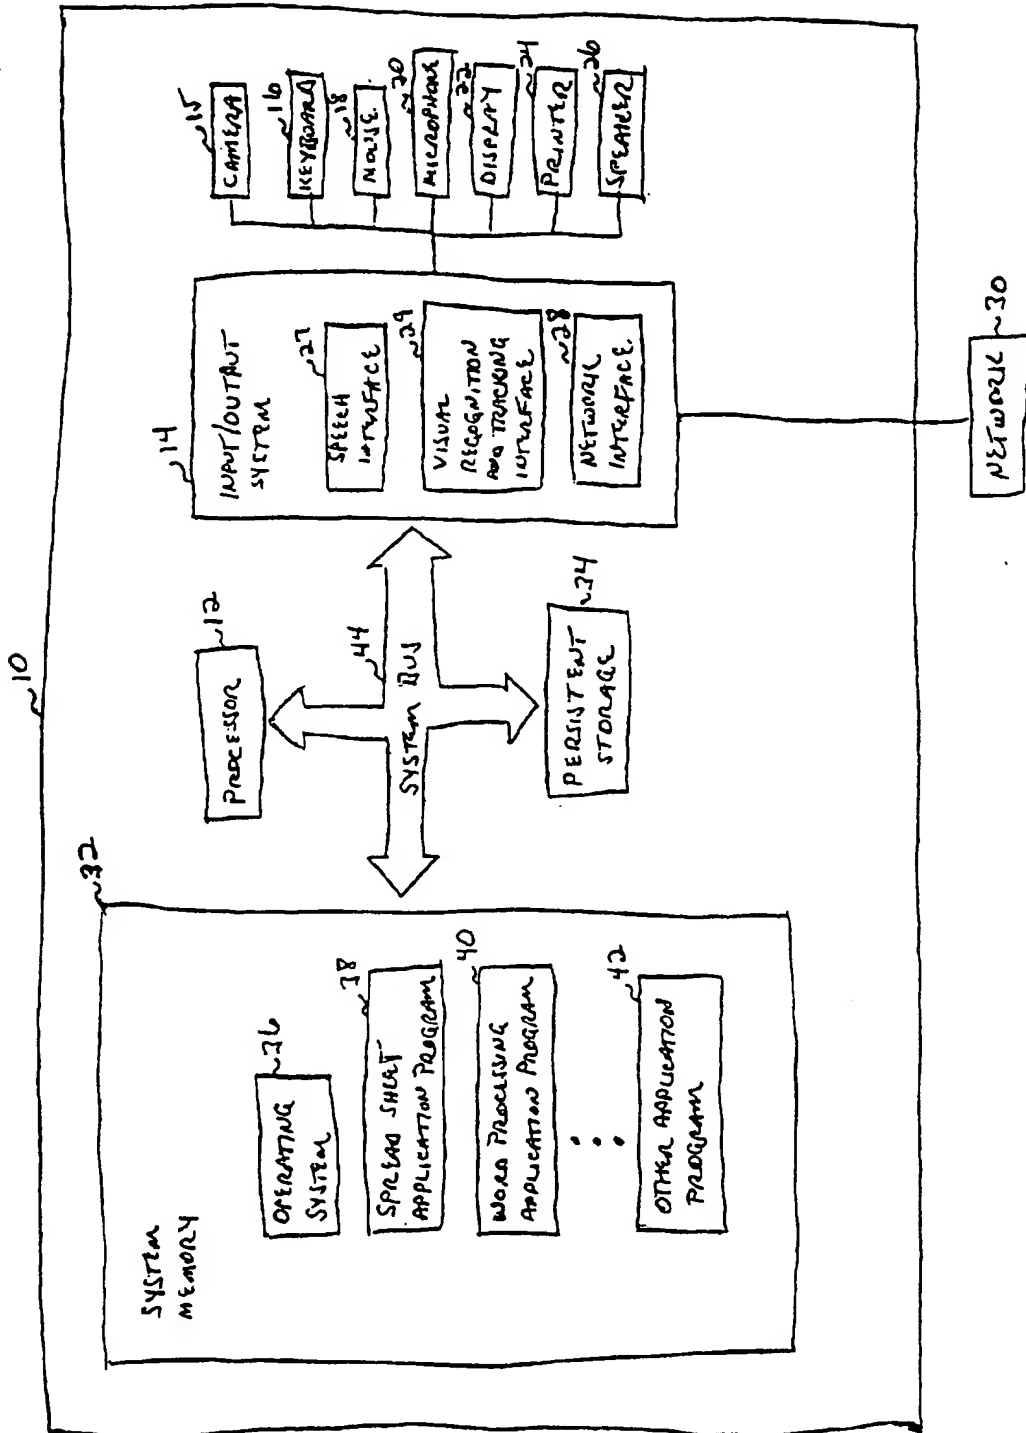 10
32
SYSTEM
MEMORY
OPERATING
SYSTEM
36
SPREAD SHEET
APPLICATION PROGRAM
38
WORD PROCESSING
APPLICATION PROGRAM
40
OTHER APPLICATION
PROGRAM
42
PROCESSOR
12
SYSTEM BUS
44
PERSISTENT
STORAGE
34
14
INPUT/OUTPUT
SYSTEM
SPEECH
INTERFACE
27
VISUAL
RECOGNITION
AND TRACKING
INTERFACE
29
NETWORK
INTERFACE
28
CAMERA
15
KEYBOARD
16
MOUSE
18
MICROPHONE
20
DISPLAY
22
PRINTER
24
SPEAKER
26
NETWORK
30